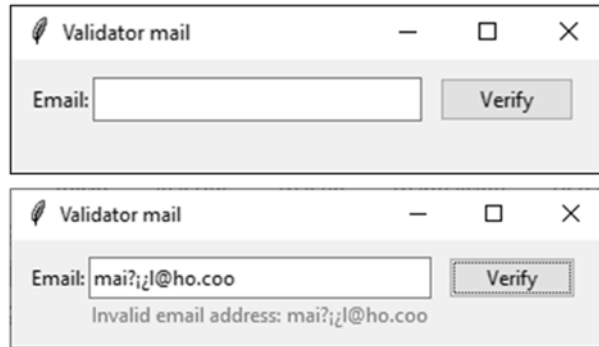 Validator mail
Email: Verify
Validator mail
Email: mai?¡¿l@ho.coo Verify
Invalid email address: mai?¡¿l@ho.coo